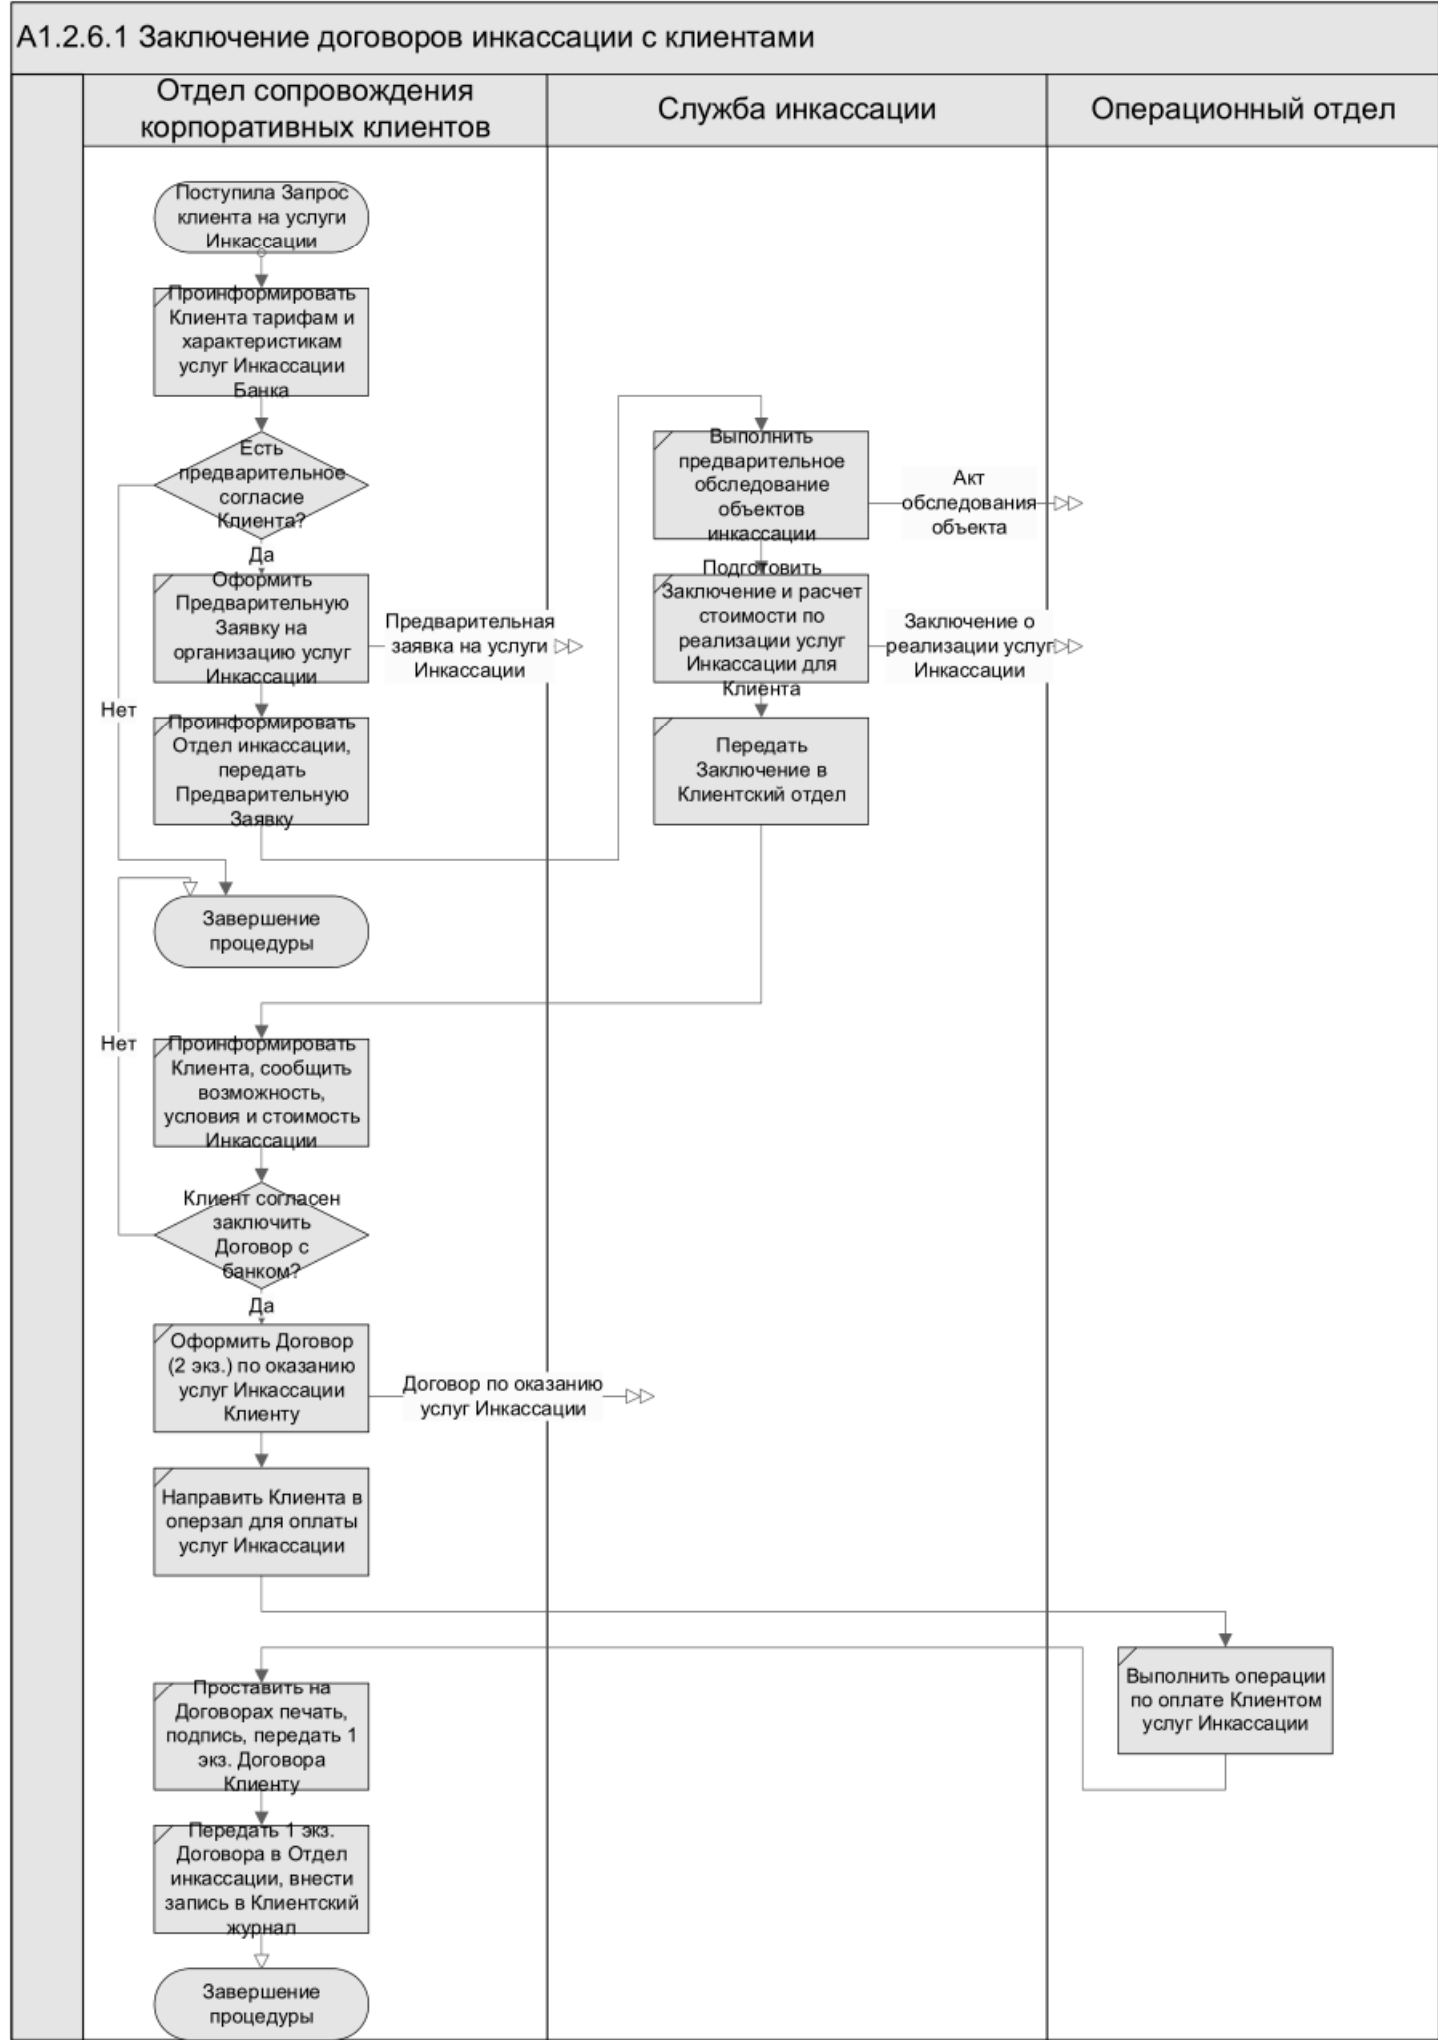 А1.2.6.1 Заключение договоров инкассации с клиентами
Отдел сопровождения
корпоративных клиентов
Служба инкассации
Операционный отдел
Поступила Запрос
клиента на услуги
Инкассации
Проинформировать
Клиента тарифам и
характеристикам
услуг Инкассации
Банка
Есть
предварительное
согласие
Клиента?
Да
Нет
Оформить
Предварительную
Заявку на
организацию услуг
Инкассации
Предварительная
заявка на услуги
Инкассации
Проинформировать
Отдел инкассации,
передать
Предварительную
Заявку
Выполнить
предварительное
обследование
объектов
инкассации
Акт
обследования
объекта
Подготовить
Заключение и расчет
стоимости по
реализации услуг
Инкассации для
Клиента
Заключение о
реализации услуг
Инкассации
Передать
Заключение в
Клиентский отдел
Завершение
процедуры
Нет
Проинформировать
Клиента, сообщить
возможность,
условия и стоимость
Инкассации
Клиент согласен
заключить
Договор с
банком?
Да
Оформить Договор
(2 экз.) по оказанию
услуг Инкассации
Клиенту
Договор по оказанию
услуг Инкассации
Направить Клиента в
оперзал для оплаты
услуг Инкассации
Выполнить операции
по оплате Клиентом
услуг Инкассации
Проставить на
Договорах печать,
подпись, передать 1
экз. Договора
Клиенту
Передать 1 экз.
Договора в Отдел
инкассации, внести
запись в Клиентский
журнал
Завершение
процедуры